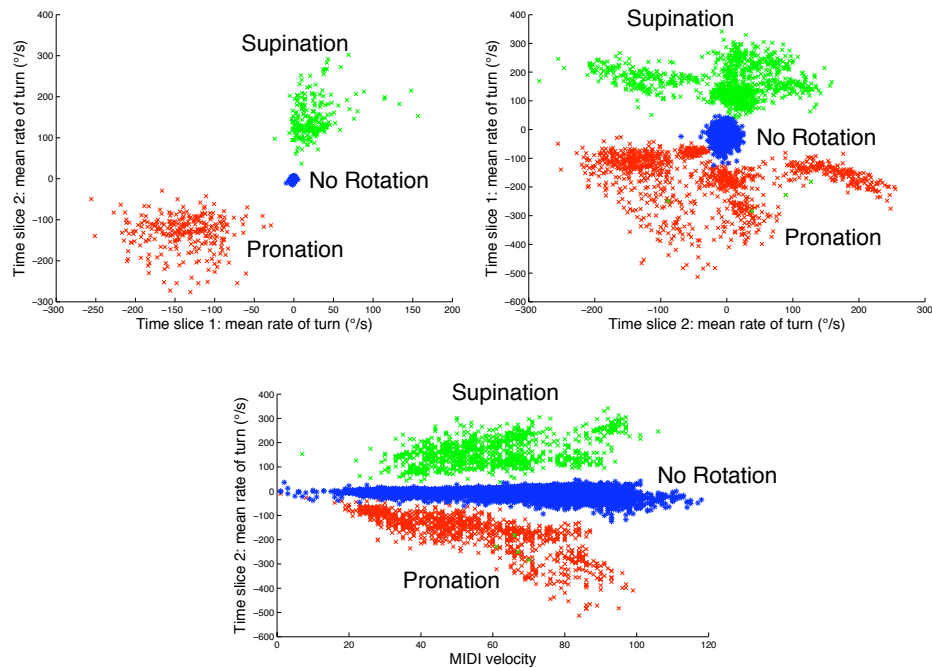 400
300
200
100
0
−100
−200
−300
−300 −250 −200 −150 −100 −50 0 50 100 150 200
Time slice 2: mean rate of turn (°/s)
Time slice 1: mean rate of turn (°/s)
Supination
No Rotation
Pronation
400
300
200
100
0
−100
−200
−300
−400
−500
−600
−300 −200 −100 0 100 200 300
Time slice 1: mean rate of turn (°/s)
Time slice 2: mean rate of turn (°/s)
Supination
No Rotation
Pronation
400
300
200
100
0
−100
−200
−300
−400
−500
−600
0 20 40 60 80 100 120
Time slice 2: mean rate of turn (°/s)
MIDI velocity
Supination
No Rotation
Pronation